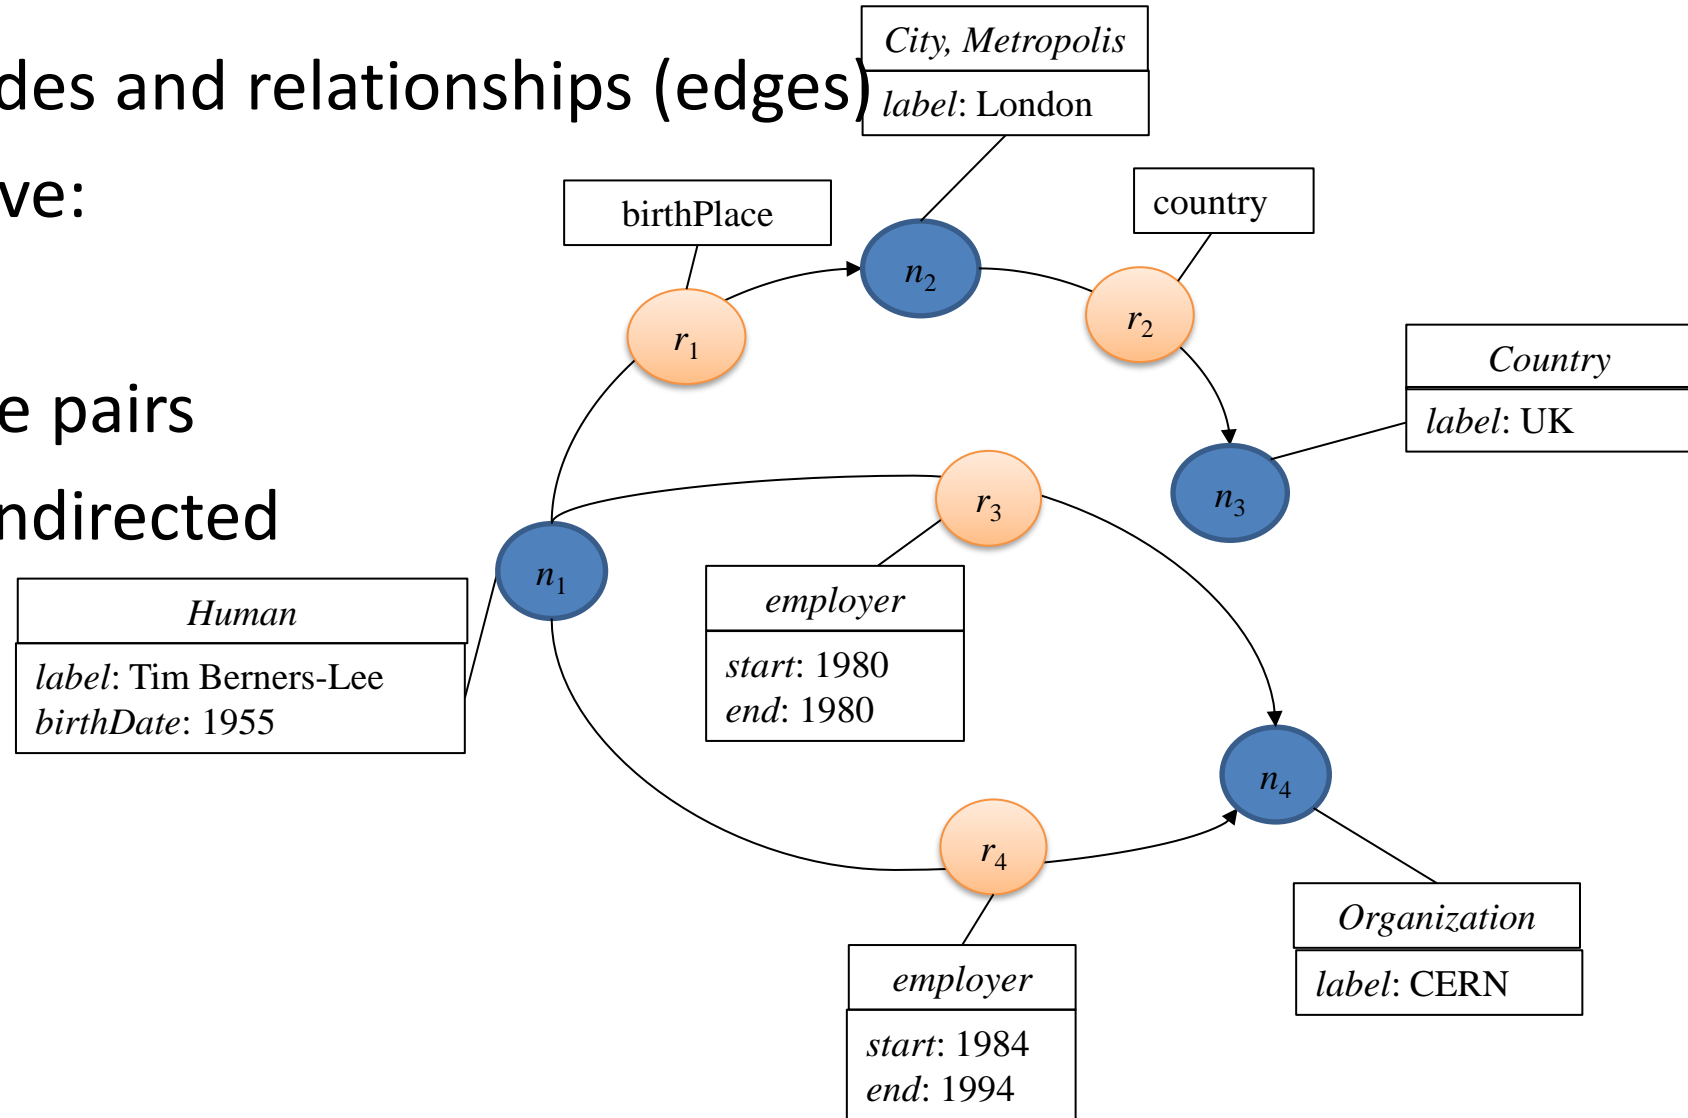 des and relationships (edges)
ve:
e pairs
ndirected
City, Metropolis
label: London
birthPlace
country
n2
r1
r2
Country
label: UK
n3
r3
n1
Human
label: Tim Berners-Lee
birthDate: 1955
employer
start: 1980
end: 1980
n4
r4
Organization
label: CERN
employer
start: 1984
end: 1994